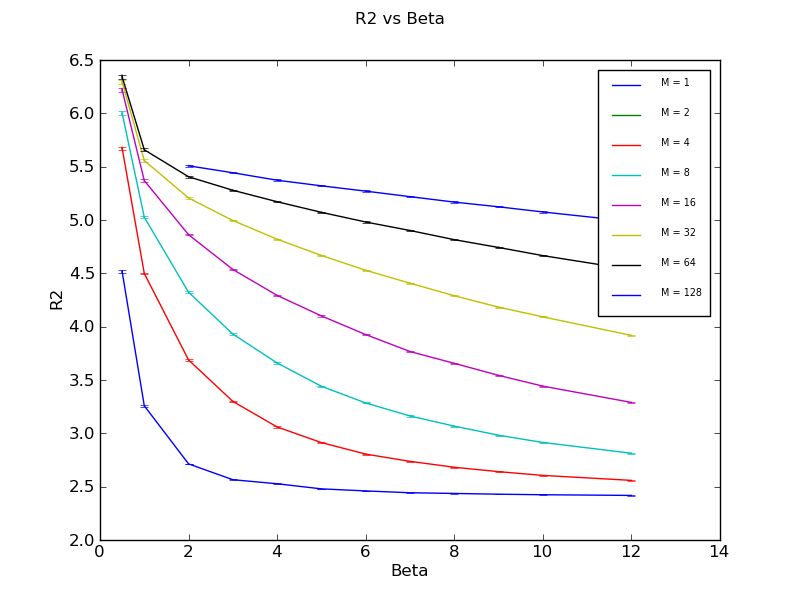 R2 vs Beta
6.5
6.0
5.5
5.0
4.5
4.0
3.5
3.0
2.5
2.0
R2
0
2
4
6
8
10
12
14
Beta
M = 1
M = 2
M = 4
M = 8
M = 16
M = 32
M = 64
M = 128